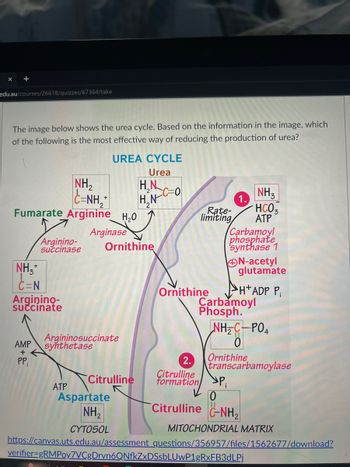 × +
edu.au/courses/26618/quizzes/67364/take
The image below shows the urea cycle. Based on the information in the image, which
of the following is the most effective way of reducing the production of urea?
UREA CYCLE
Urea
NH2
C=NH2+
H2N
C=O
H2N
Fumarate Arginine
H2O
Arginase
Arginino-
succinase
Ornithine
Rate-
limiting
1.
NH3
HCO3-
ATP
Carbamoyl
phosphate
synthase 1
⊕N-acetyl
glutamate
H+ADP Pi
NH3+
C=N
Arginino-
succinate
Ornithine
Carbamoyl
Phosph.
NH2-C-PO4
O
AMP
+
PPi
Argininosuccinate
synthetase
2.
Citrulline
formation
Ornithine
transcarbamoylase
Pi
ATP
Citrulline
Aspartate
NH2
Citrulline
O
C-NH2
CYTOSOL
MITOCHONDRIAL MATRIX
https://canvas.uts.edu.au/assessment_questions/356957/files/1562677/download?
verifier=gRMPoy7VCgDrvn6QNfkZxDSsbLUwP1gRxFB3dLPj